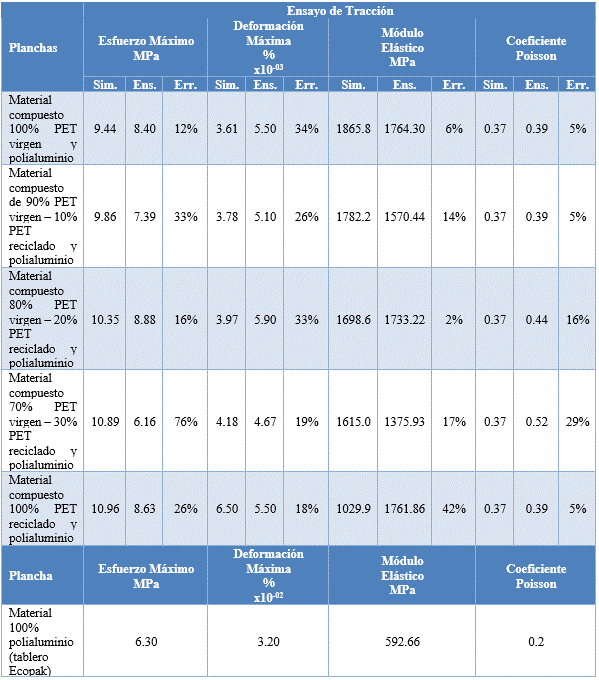 Ensayo de Tracción
Planchas
Esfuerzo Máximo
MPa
Deformación
Máxima
%
x10-03
Módulo
Elástico
MPa
Coeficiente
Poisson
Sim. Ens. Err. Sim. Ens. Err. Sim. Ens. Err. Sim. Ens. Err.
Material
compuesto
100% PET
virgen y
polialuminio
9.44 8.40 12% 3.61 5.50 34% 1865.8 1764.30 6% 0.37 0.39 5%
Material
compuesto
de 90% PET
virgen – 10%
PET
reciclado y
polialuminio
9.86 7.39 33% 3.78 5.10 26% 1782.2 1570.44 14% 0.37 0.39 5%
Material
compuesto
80% PET
virgen – 20%
PET
reciclado y
polialuminio
10.35 8.88 16% 3.97 5.90 33% 1698.6 1733.22 2% 0.37 0.44 16%
Material
compuesto
70% PET
virgen – 30%
PET
reciclado y
polialuminio
10.89 6.16 76% 4.18 4.67 19% 1615.0 1375.93 17% 0.37 0.52 29%
Material
compuesto
100% PET
reciclado y
polialuminio
10.96 8.63 26% 6.50 5.50 18% 1029.9 1761.86 42% 0.37 0.39 5%
Plancha
Esfuerzo Máximo
MPa
Deformación
Máxima
%
x10-02
Módulo
Elástico
MPa
Coeficiente
Poisson
Material
100%
polialuminio
(tablero
Ecopak)
6.30 3.20 592.66 0.2